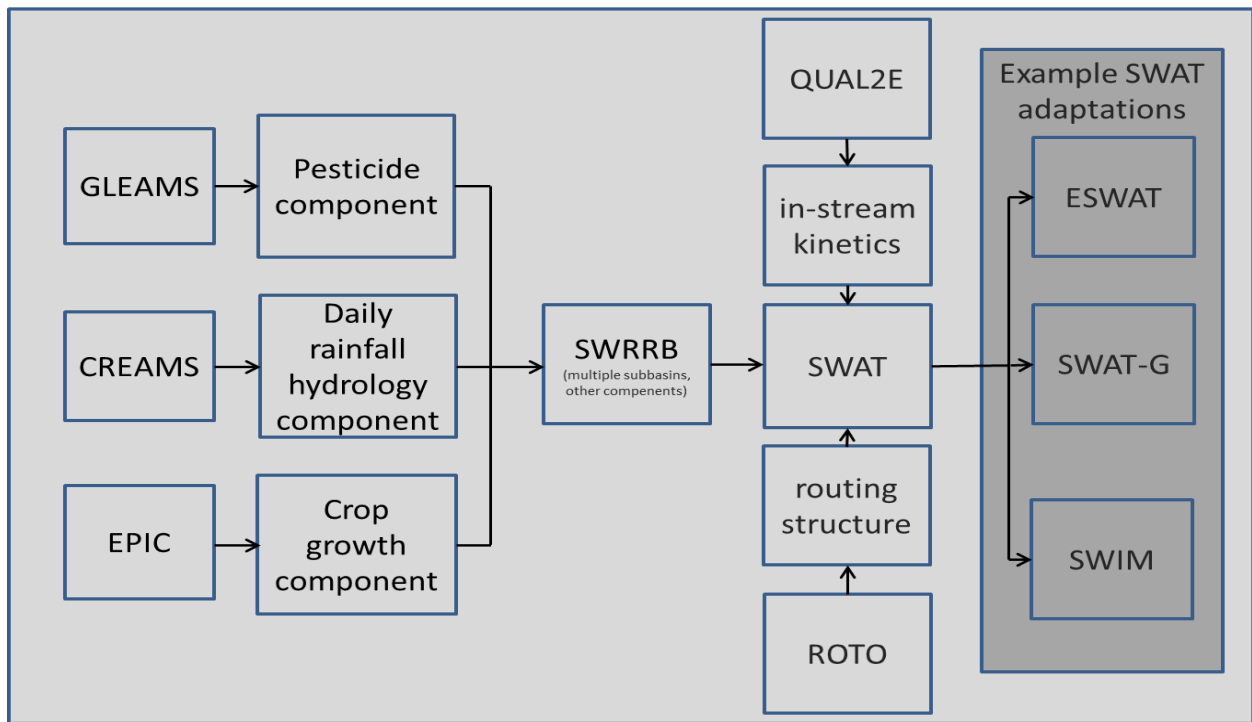 GLEAMS
Pesticide
component
CREAMS
Daily
rainfall
hydrology
component
EPIC
Crop
growth
component
SWRRB
(multiple subbasins,
other compenents)
QUAL2E
in-stream
kinetics
SWAT
routing
structure
ROTO
Example SWAT
adaptations
ESWAT
SWAT-G
SWIM